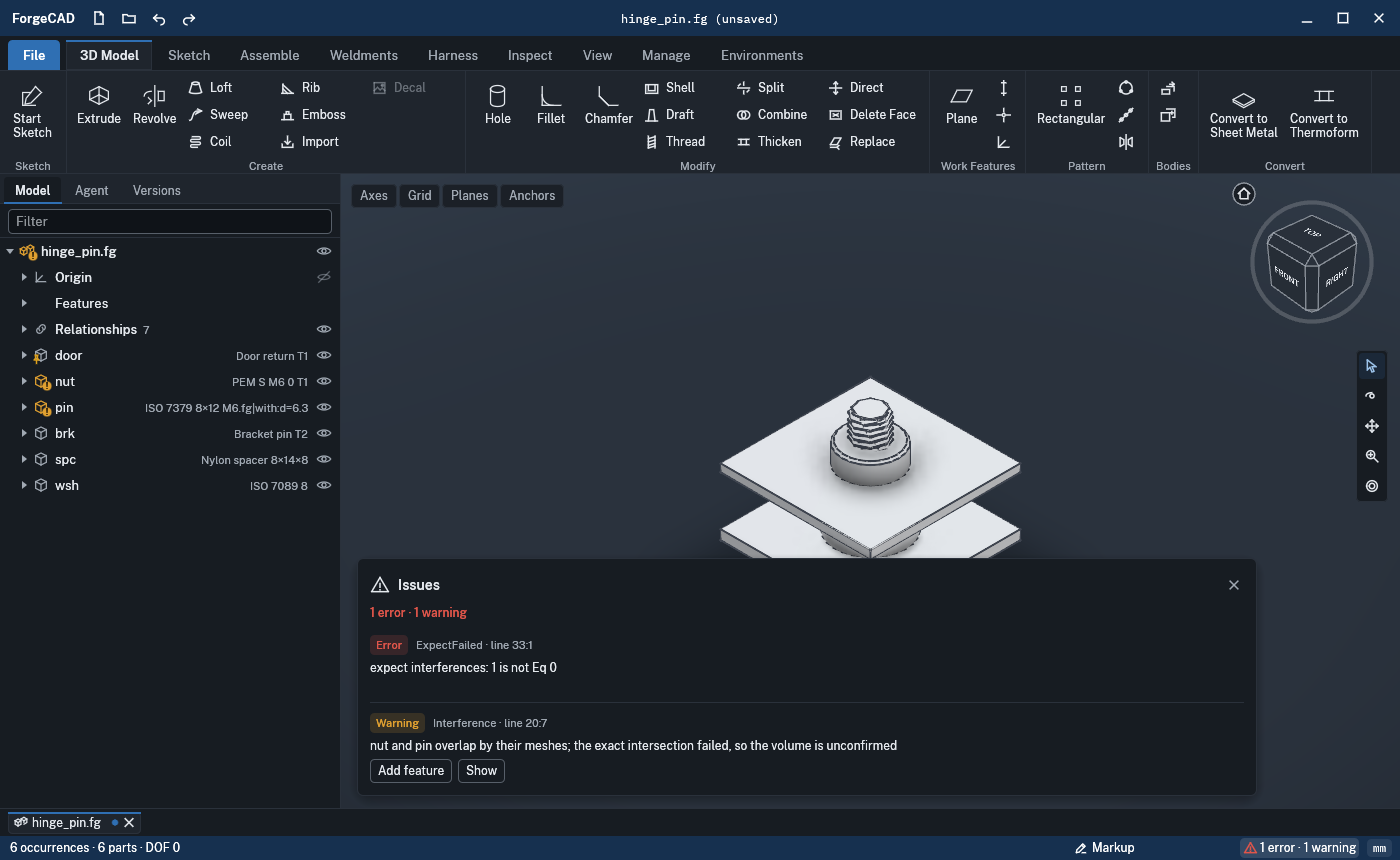 ForgeCAD
hinge_pin.fg (unsaved)
File 3D Model Sketch Assemble Weldments Harness Inspect View Manage Environments
Start Sketch
Sketch
Extrude Revolve
Loft Rib Decal
Sweep Emboss
Coil Import
Create
Hole Fillet Chamfer
Shell Split Direct
Draft Combine Delete Face
Thread Thicken Replace
Modify
Plane
Work Features
Rectangular
Pattern
Bodies
Convert to Sheet Metal Convert to Thermoform
Convert
Model Agent Versions
Filter
hinge_pin.fg
Origin
Features
Relationships 7
door Door return T1
nut PEM S M6 0 T1
pin ISO 7379 8×12 M6.fg|with:d=6.3
brk Bracket pin T2
spc Nylon spacer 8×14×8
wsh ISO 7089 8
Axes Grid Planes Anchors
TOP
FRONT RIGHT
Issues
1 error · 1 warning
Error ExpectFailed · line 33:1
expect interferences: 1 is not Eq 0
Warning Interference · line 20:7
nut and pin overlap by their meshes; the exact intersection failed, so the volume is unconfirmed
Add feature Show
hinge_pin.fg
6 occurrences · 6 parts · DOF 0
Markup
1 error · 1 warning
mm